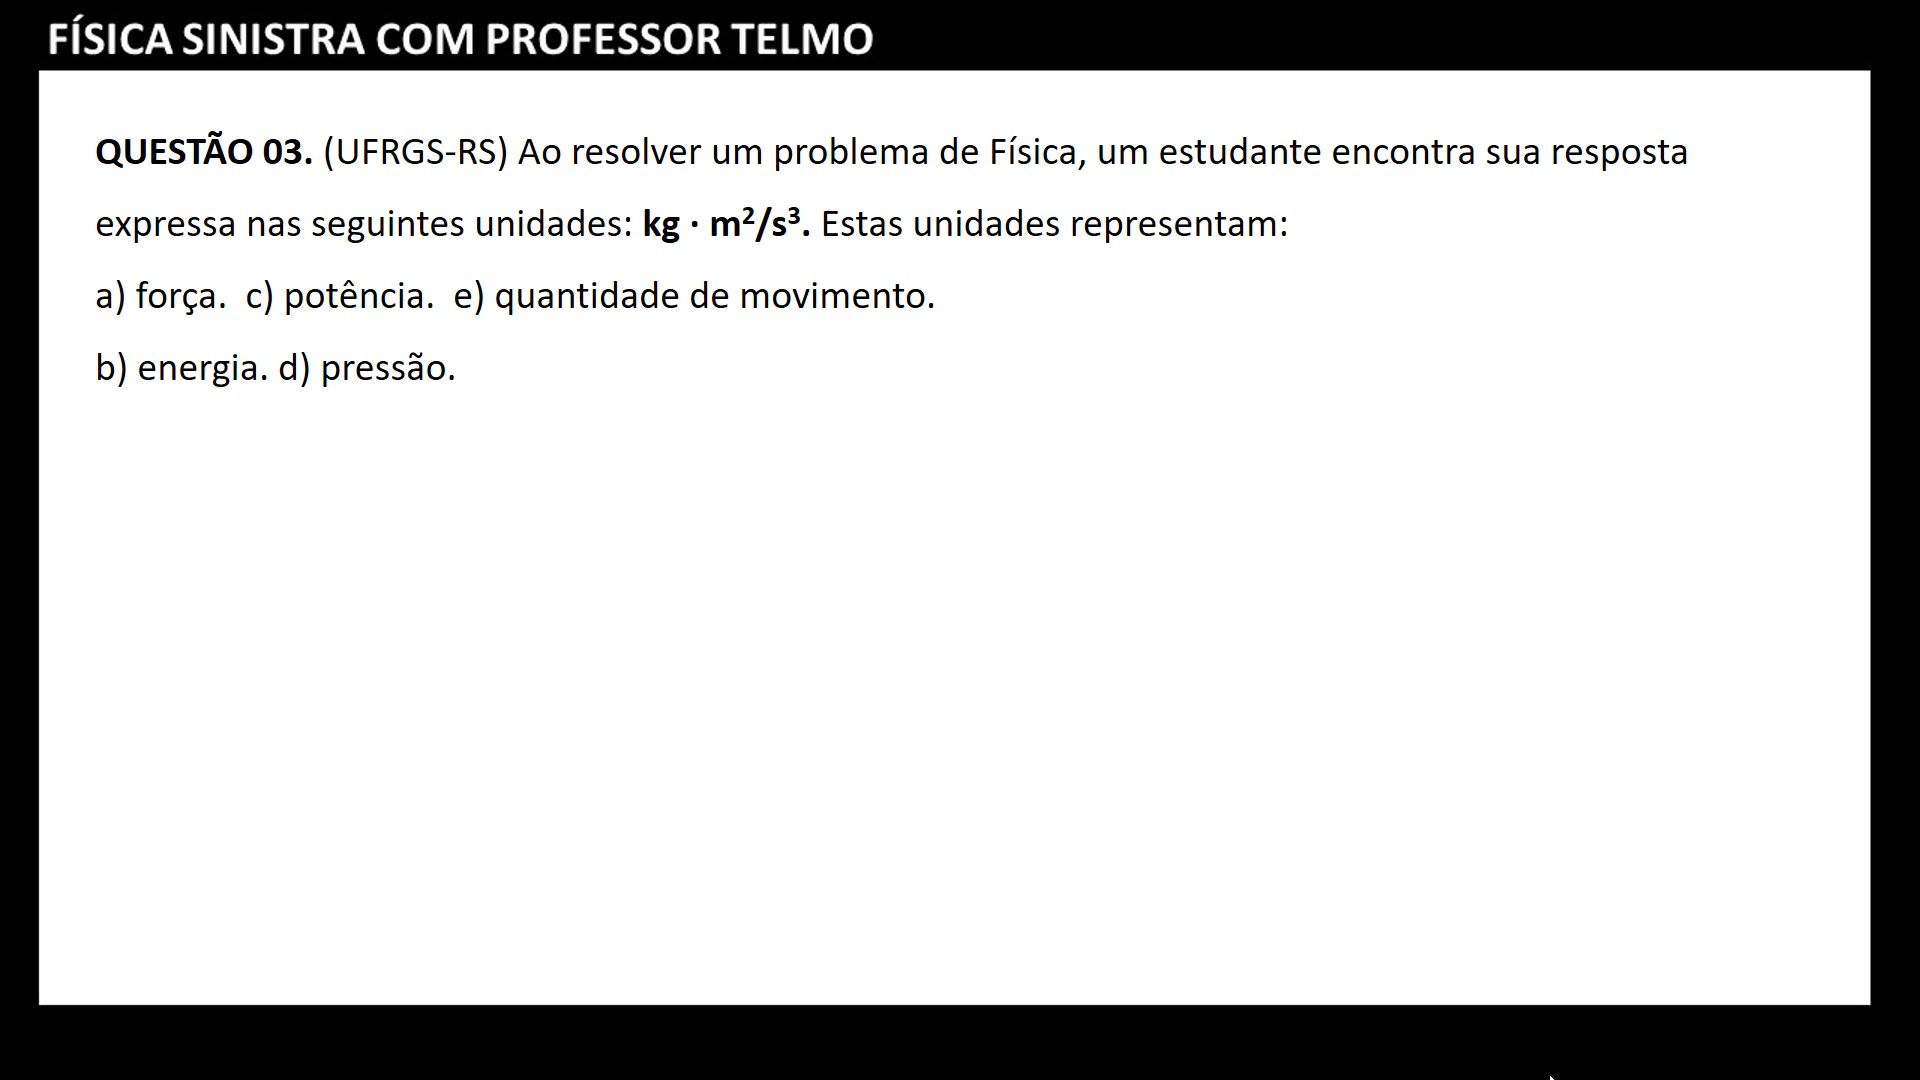 FÍSICA SINISTRA COM PROFESSOR TELMO
QUESTÃO 03. (UFRGS-RS) Ao resolver um problema de Física, um estudante encontra sua resposta
expressa nas seguintes unidades: kg · m²/s³. Estas unidades representam:
a) força.  c) potência.  e) quantidade de movimento.
b) energia. d) pressão.